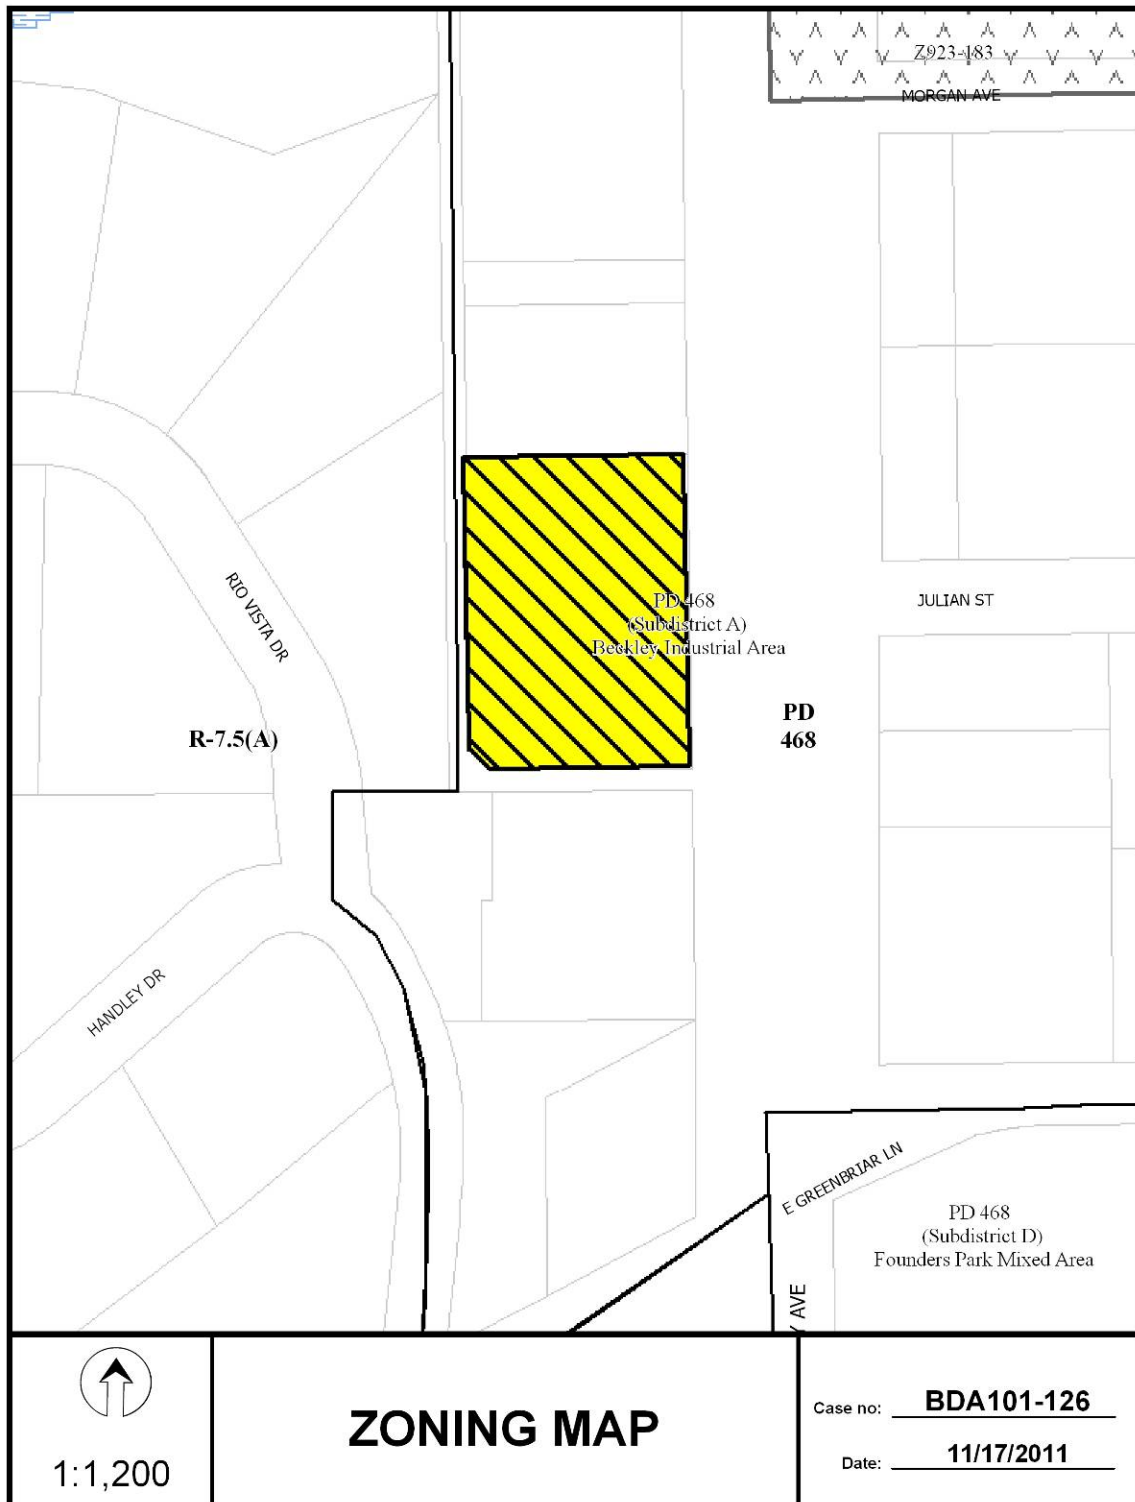 Z923-183
MORGAN AVE
RIO VISTA DR
PD 468
(Subdistrict A)
Beckley Industrial Area
JULIAN ST
R-7.5(A)
PD
468
HANDLEY DR
E GREENBRIAR LN
PD 468
(Subdistrict D)
Founders Park Mixed Area
AVE
1:1,200
ZONING MAP
Case no: BDA101-126
Date: 11/17/2011